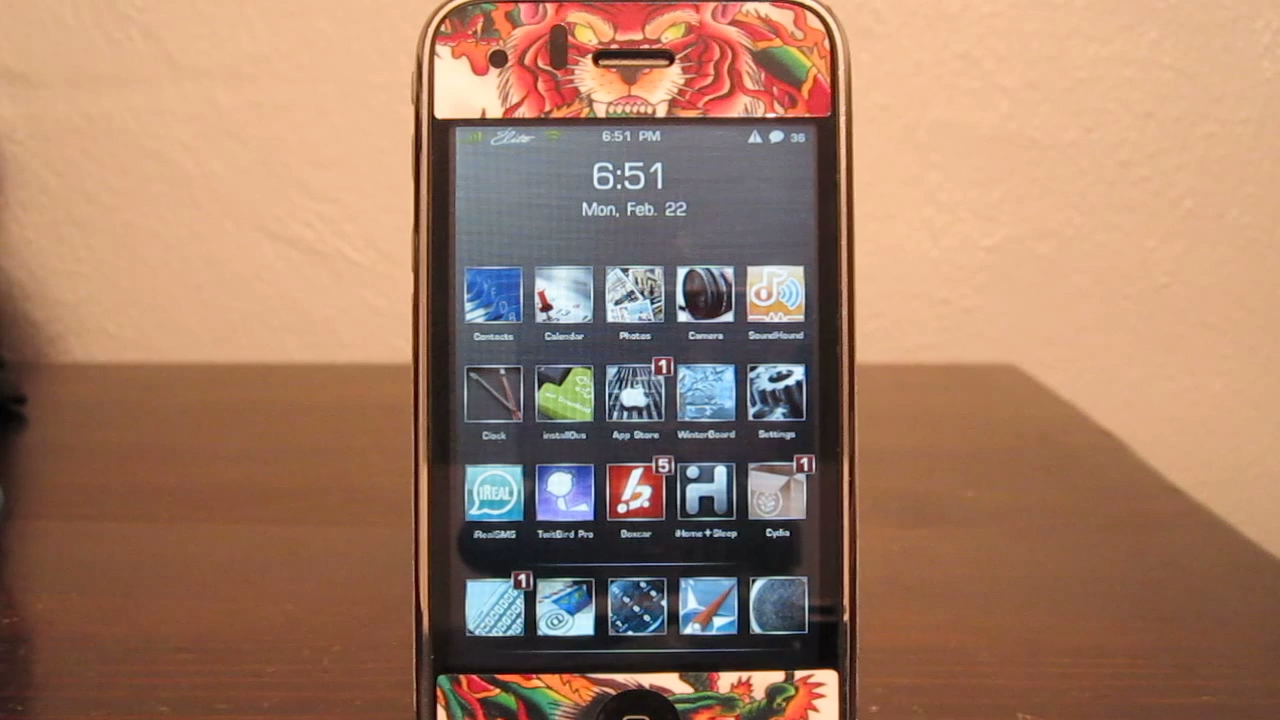 Elite 6:51 PM 36
6:51
Mon, Feb. 22
Contacts Calendar Photos Camera SoundHound
1
Clock installOus App Store WinterBoard Settings
iREAL 5 1
iRealSMS TwitBird Pro Boxcar iHome+Sleep Cydia
1
@